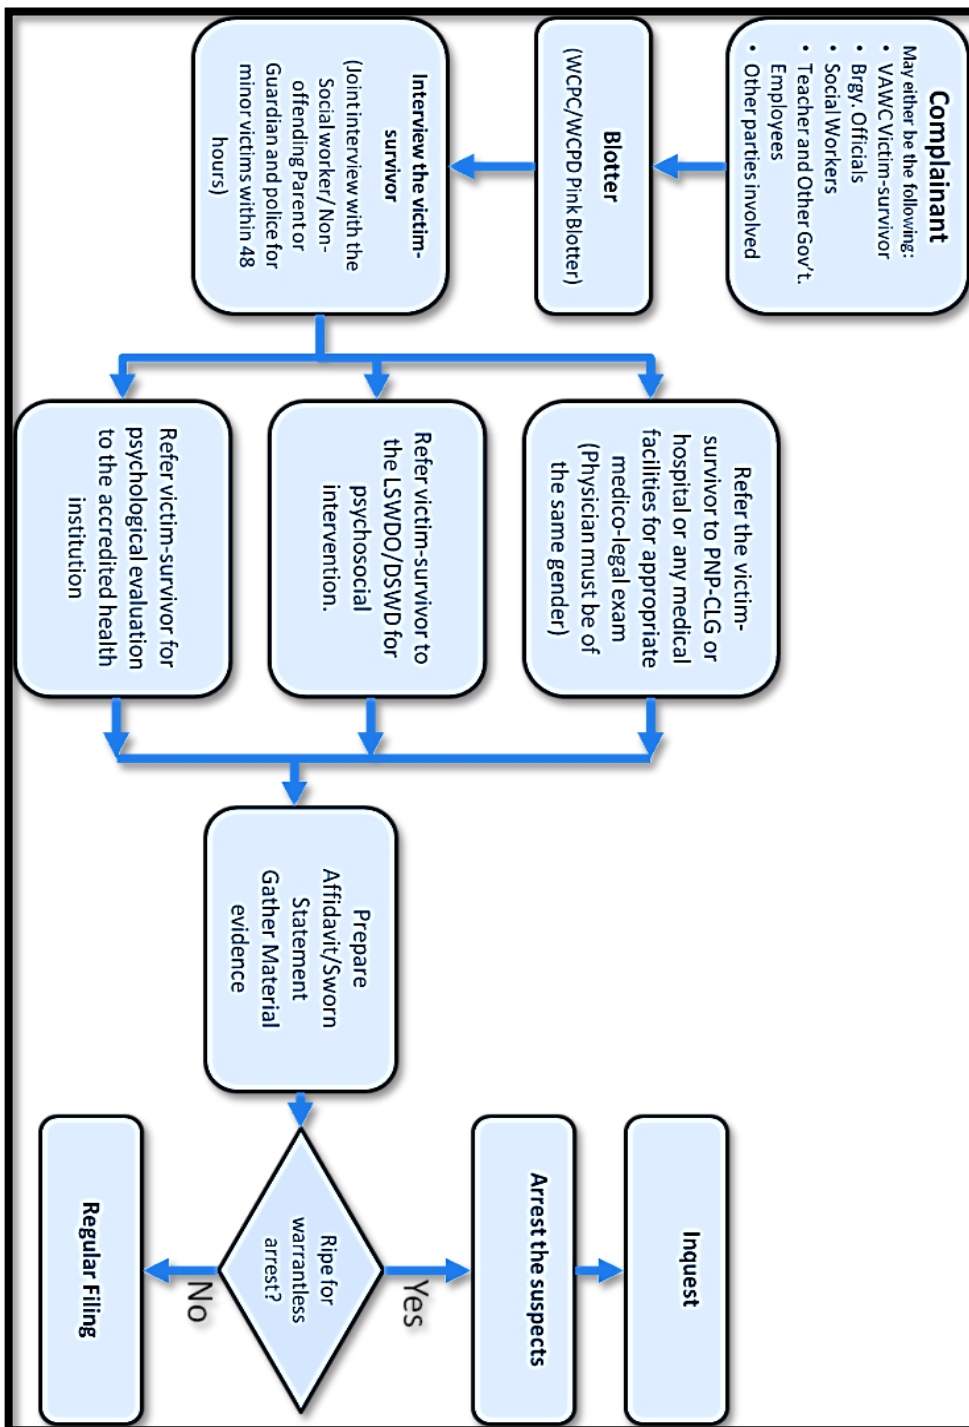 Complainant
May either be the following:
• VAWC Victim-survivor
• Brgy. Officials
• Social Workers
• Teacher and Other Gov't.
Employees
• Other parties involved
Blotter
(WCPC/WCPD Pink Blotter)
Interview the victim-
survivor
(Joint interview with the
Social worker/ Non-
offending Parent or
Guardian and police for
minor victims within 48
hours)
Refer the victim-
survivor to PNP-CLG or
hospital or any medical
facilities for appropriate
medico-legal exam
(Physician must be of
the same gender)
Refer victim-survivor to
the LSWDO/DSWD for
psychosocial
intervention.
Refer victim-survivor for
psychological evaluation
to the accredited health
institution
Prepare
Affidavit/Sworn
Statement
Gather Material
evidence
Ripe for
warrantless
arrest?
Yes
No
Arrest the suspects
Inquest
Regular Filing